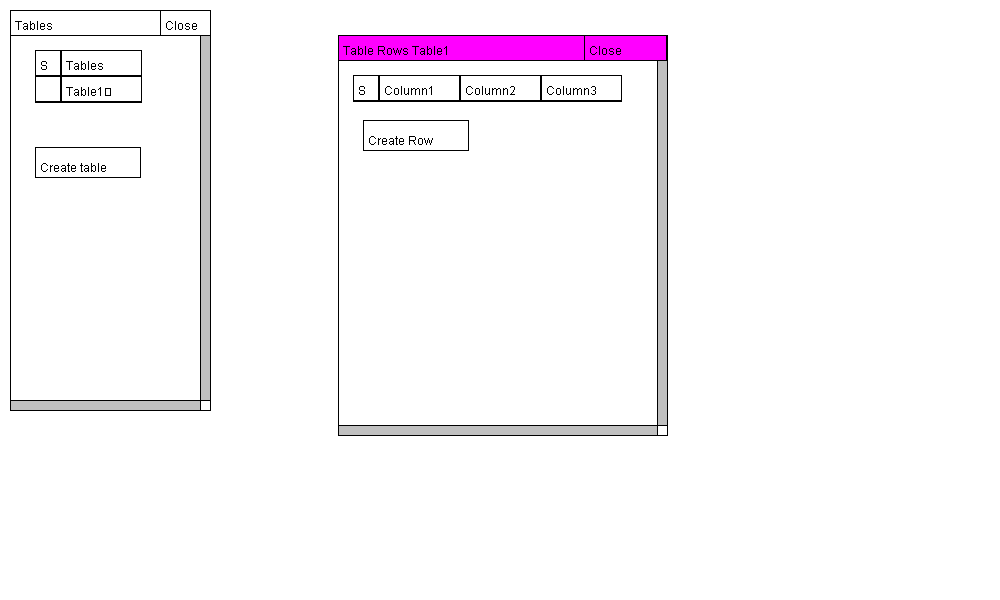 Tables Close
S Tables
Table1▯
Create table
Table Rows Table1 Close
S Column1 Column2 Column3
Create Row